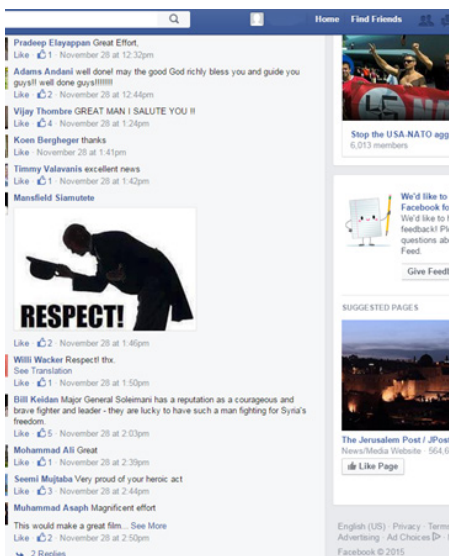 Home Find Friends
Pradeep Elayappan Great Effort.
Like · 1 · November 28 at 12:32pm
Adams Andani well done! may the good God richly bless you and guide you
guys!! well done guys!!!!!!!
Like · 2 · November 28 at 12:44pm
Vijay Thombre GREAT MAN I SALUTE YOU !!
Like · 4 · November 28 at 1:24pm
Koen Bergheger thanks
Like · November 28 at 1:41pm
Timmy Valavanis excellent news
Like · 1 · November 28 at 1:42pm
Mansfield Siamutete
RESPECT!
Like · 2 · November 28 at 1:46pm
Willi Wacker Respect! thx.
See Translation
Like · 1 · November 28 at 1:50pm
Bill Keidan Major General Soleimani has a reputation as a courageous and
brave fighter and leader - they are lucky to have such a man fighting for Syria's
freedom.
Like · 5 · November 28 at 2:03pm
Mohammad Ali Great
Like · 1 · November 28 at 2:39pm
Seemi Mujtaba Very proud of your heroic act
Like · 3 · November 28 at 2:44pm
Muhammad Asaph Magnificent effort
This would make a great film... See More
Like · 2 · November 28 at 2:50pm
2 Replies
Stop the USA-NATO agg
6,013 members
We'd like to
Facebook fo
We'd like to h
feedback! Pl
questions ab
Feed.
Give Feedl
SUGGESTED PAGES
The Jerusalem Post / JPost
News/Media Website · 564,6
Like Page
English (US) · Privacy · Terms
Advertising · Ad Choices ·
Facebook © 2015